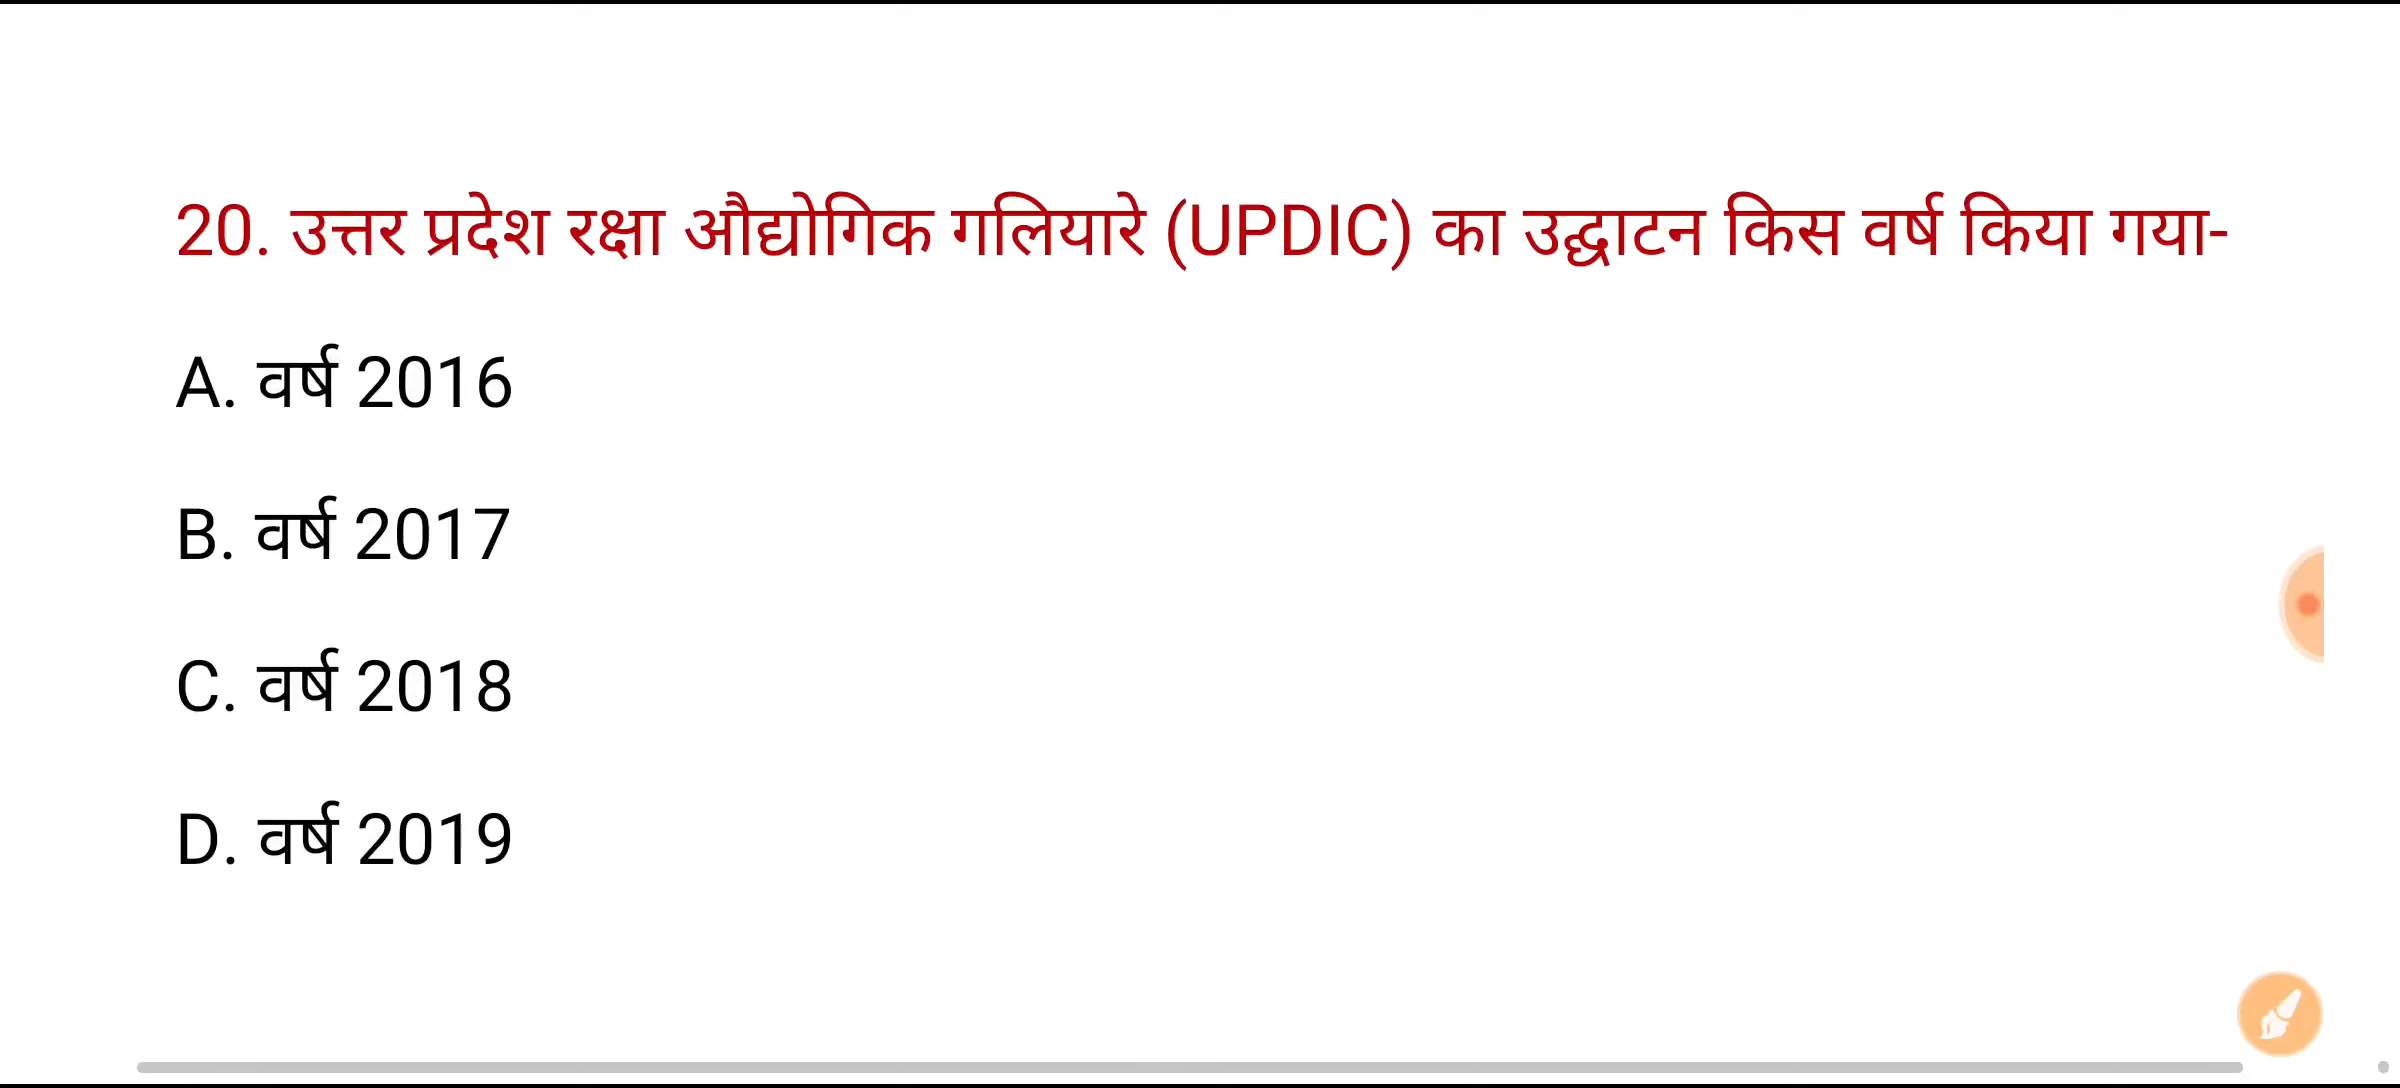 20. उत्तर प्रदेश रक्षा औद्योगिक गलियारे (UPDIC) का उद्घाटन किस वर्ष किया गया-
A. वर्ष 2016
B. वर्ष 2017
C. वर्ष 2018
D. वर्ष 2019